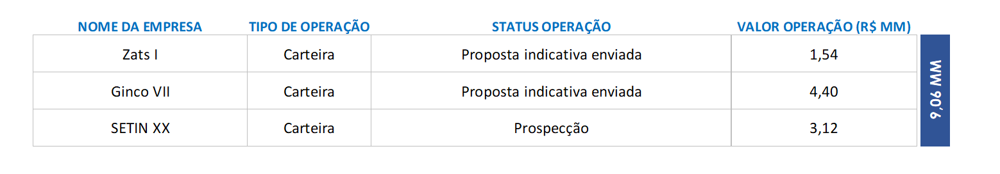 NOME DA EMPRESA TIPO DE OPERAÇÃO STATUS OPERAÇÃO VALOR OPERAÇÃO (R$ MM)
Zats I Carteira Proposta indicativa enviada 1,54
Ginco VII Carteira Proposta indicativa enviada 4,40
SETIN XX Carteira Prospecção 3,12
9,06 MM